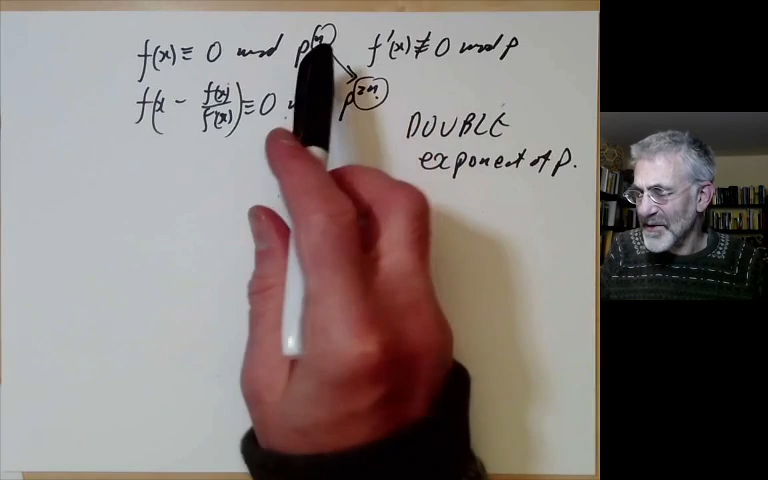 f(x) ≡ 0 mod p^n f'(x) ≢ 0 mod p
f(x - f(x)/f'(x)) ≡ 0 p^2n
DOUBLE
exponent of p.